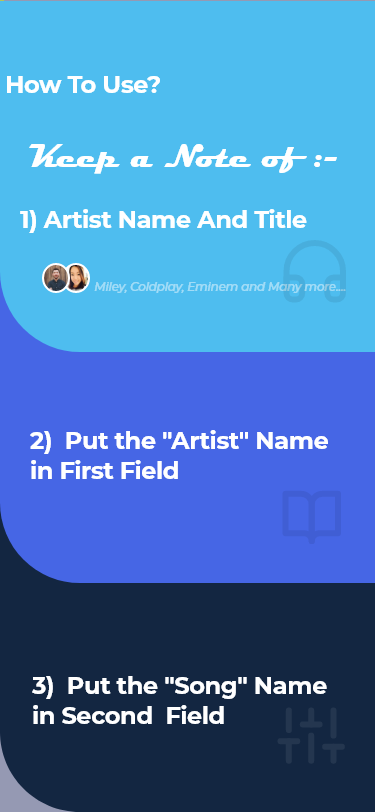 How To Use?
Keep a Note of :-
1) Artist Name And Title
Miley, Coldplay, Eminem and Many more....
2) Put the "Artist" Name
in First Field
3) Put the "Song" Name
in Second Field